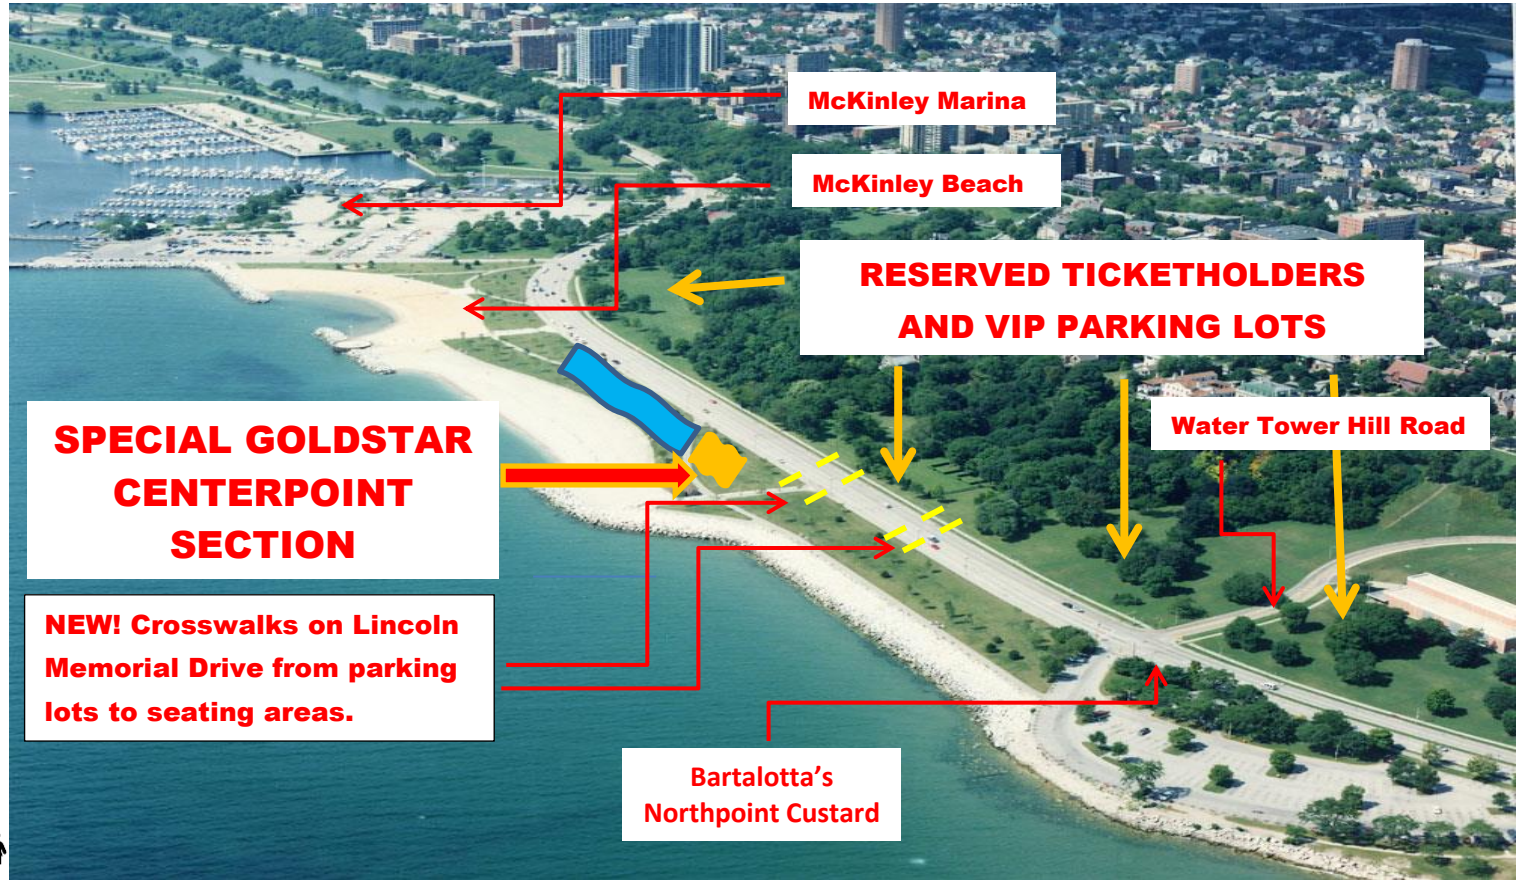 McKinley Marina
McKinley Beach
RESERVED TICKETHOLDERS
AND VIP PARKING LOTS
Water Tower Hill Road
SPECIAL GOLDSTAR
CENTERPOINT
SECTION
NEW! Crosswalks on Lincoln
Memorial Drive from parking
lots to seating areas.
Bartalotta’s
Northpoint Custard